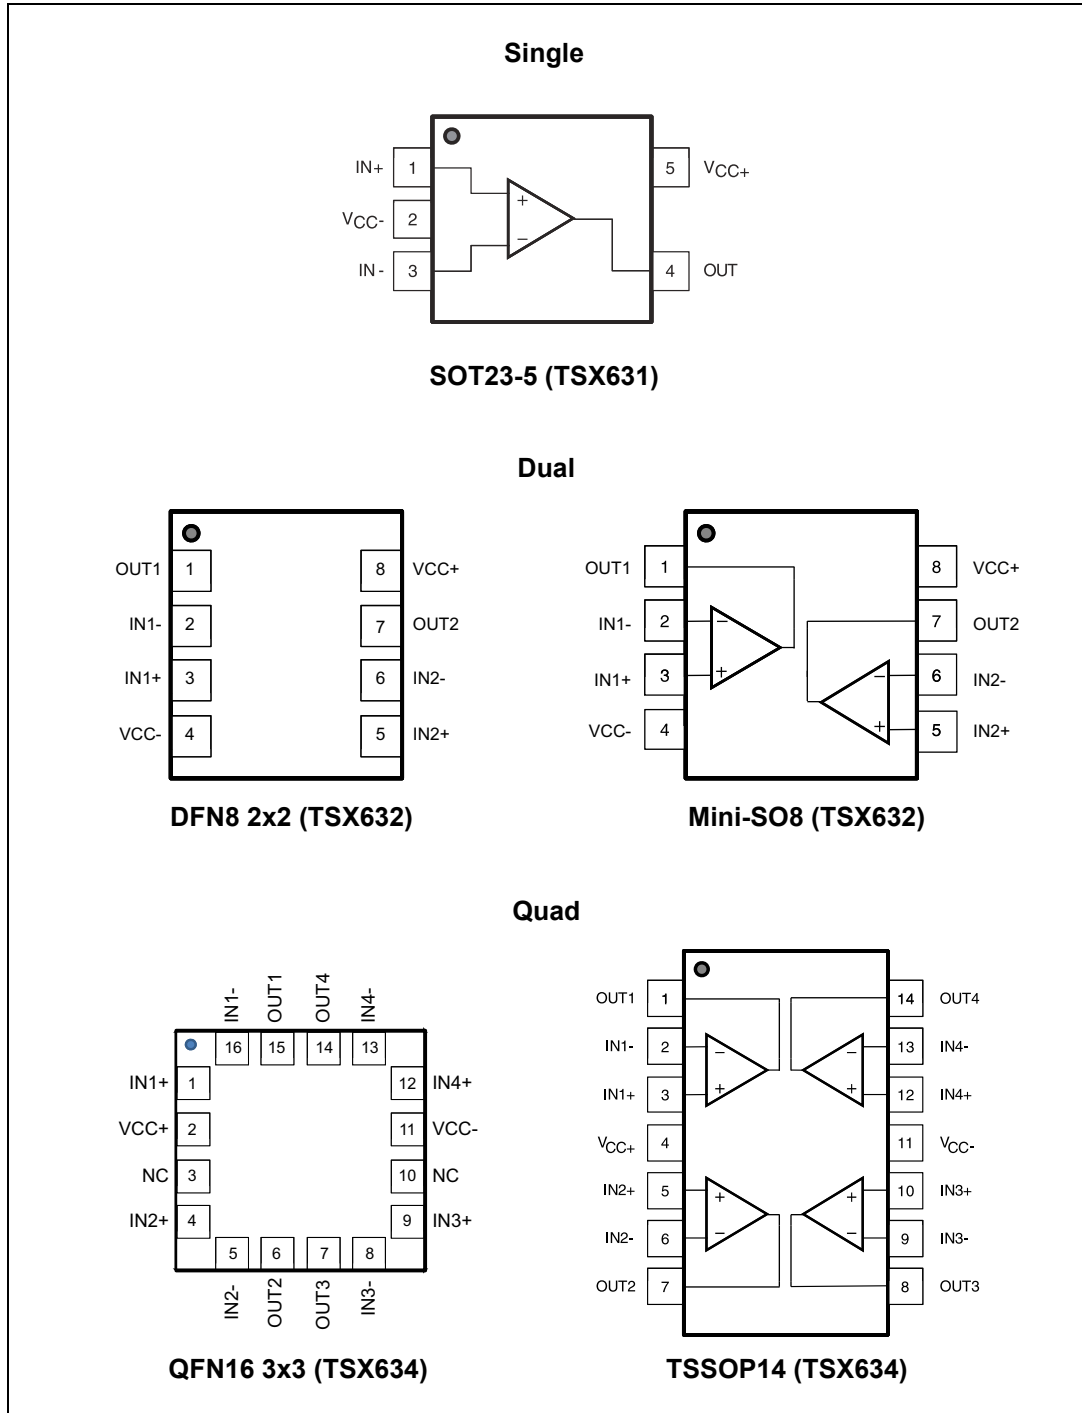 Single
IN+ 1 5 VCC+
VCC- 2
IN - 3 4 OUT
+
−
SOT23-5 (TSX631)
Dual
OUT1 1 8 VCC+
IN1- 2 7 OUT2
IN1+ 3 6 IN2-
VCC- 4 5 IN2+
DFN8 2x2 (TSX632)
OUT1 1 8 VCC+
IN1- 2 − 7 OUT2
IN1+ 3 + − 6 IN2-
VCC- 4 + 5 IN2+
Mini-SO8 (TSX632)
Quad
IN1- OUT1 OUT4 IN4-
16 15 14 13
IN1+ 1 12 IN4+
VCC+ 2 11 VCC-
NC 3 10 NC
IN2+ 4 9 IN3+
5 6 7 8
IN2- OUT2 OUT3 IN3-
QFN16 3x3 (TSX634)
OUT1 1 14 OUT4
IN1- 2 − − 13 IN4-
IN1+ 3 + + 12 IN4+
VCC+ 4 11 VCC-
IN2+ 5 + + 10 IN3+
IN2- 6 − − 9 IN3-
OUT2 7 8 OUT3
TSSOP14 (TSX634)